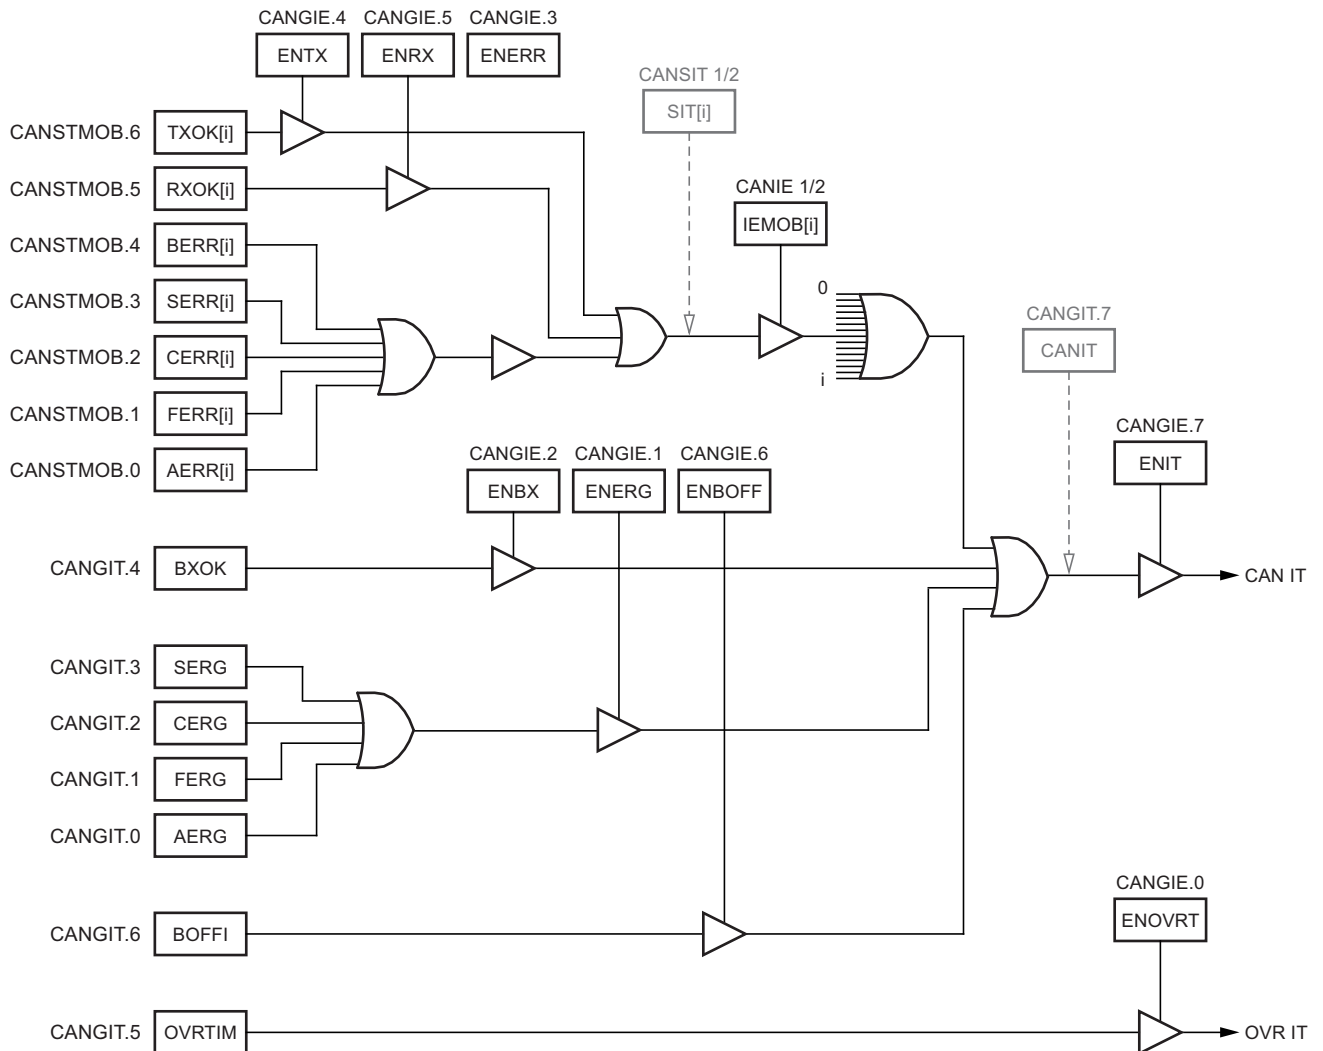 CANGIE.4 CANGIE.5 CANGIE.3
ENTX ENRX ENERR
CANSIT 1/2
SIT[i]
CANSTMOB.6 TXOK[i]
CANSTMOB.5 RXOK[i]
CANIE 1/2
IEMOB[i]
CANSTMOB.4 BERR[i]
CANSTMOB.3 SERR[i]
0
CANGIT.7
CANIT
CANSTMOB.2 CERR[i]
i
CANSTMOB.1 FERR[i]
CANGIE.7
ENIT
CANSTMOB.0 AERR[i]
CANGIE.2 CANGIE.1 CANGIE.6
ENBX ENERG ENBOFF
CANGIT.4 BXOK
CAN IT
CANGIT.3 SERG
CANGIT.2 CERG
CANGIT.1 FERG
CANGIT.0 AERG
CANGIE.0
ENOVRT
CANGIT.6 BOFFI
CANGIT.5 OVRTIM
OVR IT